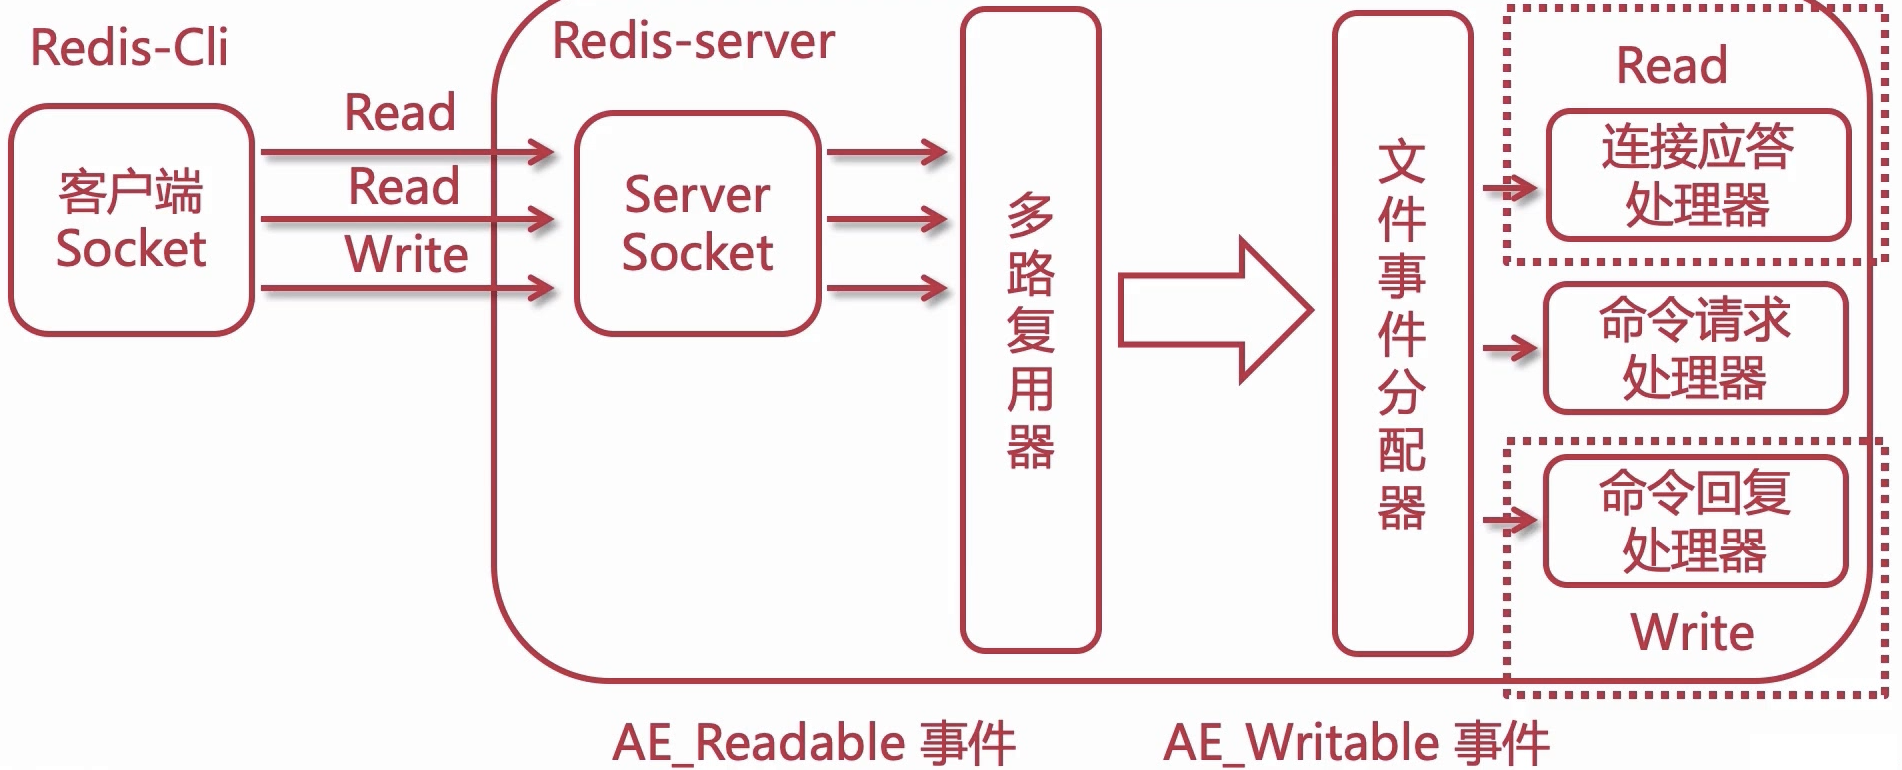 Redis-Cli
客户端
Socket
Read
Read
Write
Redis-server
Server
Socket
多路复用器
文件事件分配器
Read
连接应答
处理器
命令请求
处理器
命令回复
处理器
Write
AE_Readable 事件
AE_Writable 事件